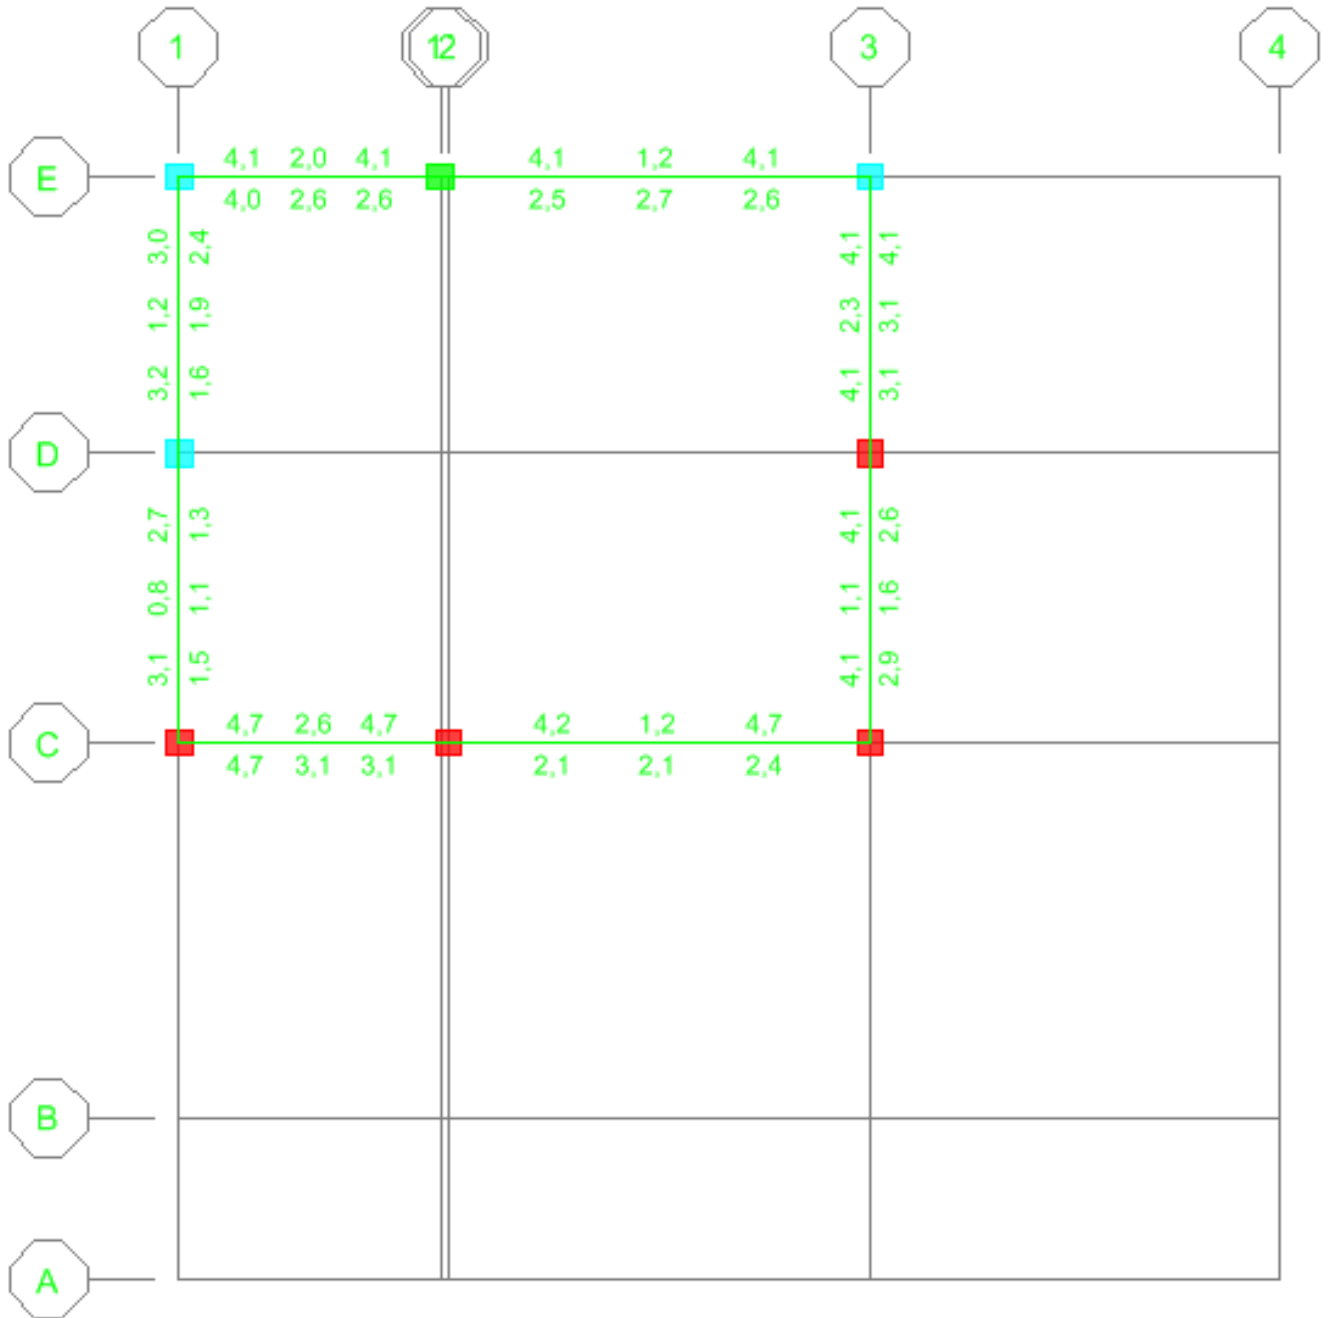 1 12 3 4
E
4,1 2,0 4,1 4,1 1,2 4,1
4,0 2,6 2,6 2,5 2,7 2,6
3,0 2,4 4,1 4,1
1,2 1,9 2,3 3,1
3,2 1,6 4,1 3,1
D
2,7 1,3 4,1 2,6
0,8 1,1 1,1 1,6
3,1 1,5 4,1 2,9
C
4,7 2,6 4,7 4,2 1,2 4,7
4,7 3,1 3,1 2,1 2,1 2,4
B
A